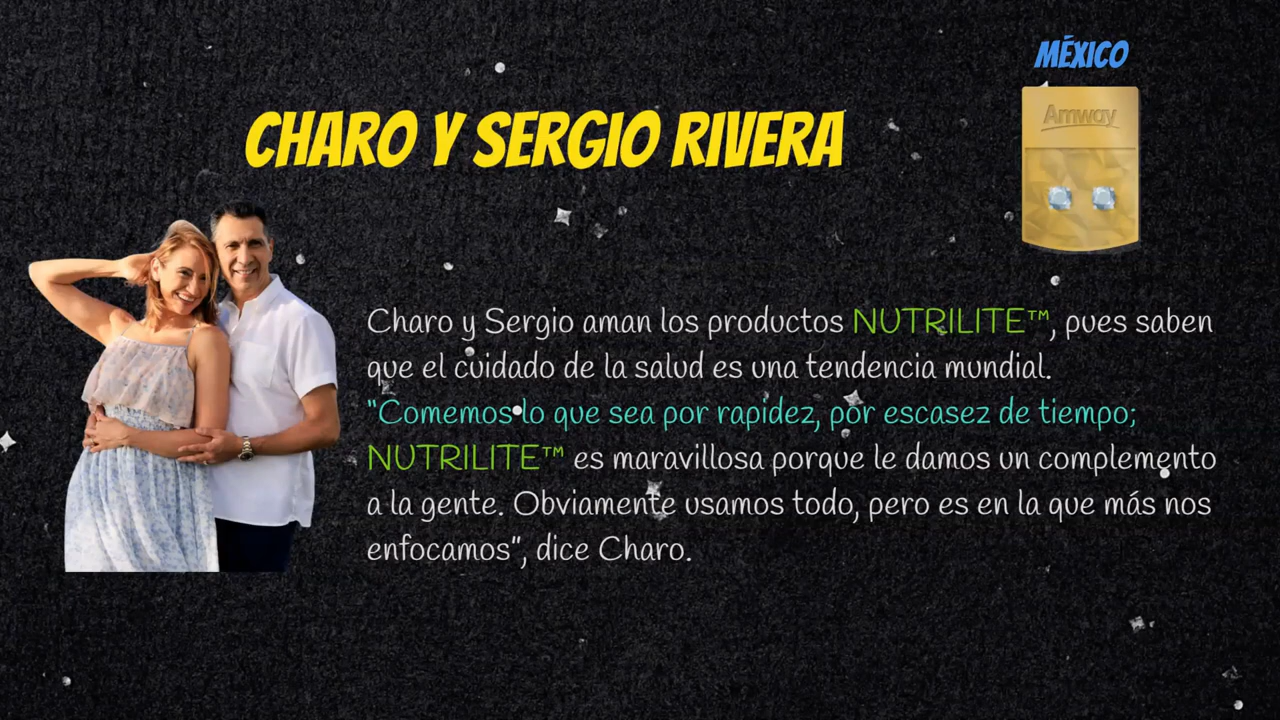 MÉXICO
Amway
CHARO Y SERGIO RIVERA
Charo y Sergio aman los productos NUTRILITE™, pues saben
que el cuidado de la salud es una tendencia mundial.
"Comemos lo que sea por rapidez, por escasez de tiempo;
NUTRILITE™ es maravillosa porque le damos un complemento
a la gente. Obviamente usamos todo, pero es en la que más nos
enfocamos", dice Charo.